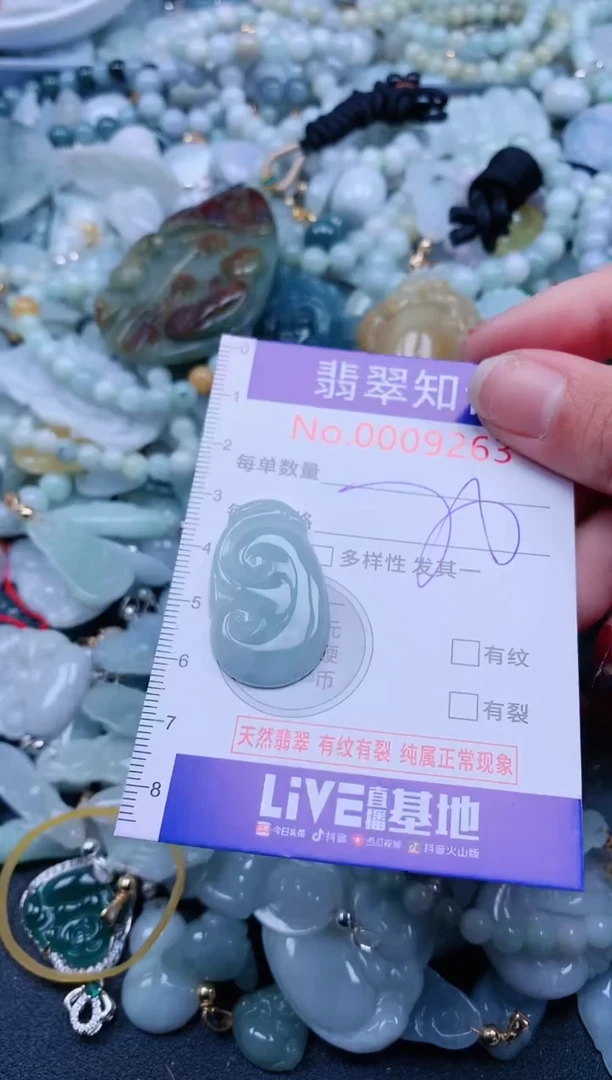 翡翠知
No.0009263
每单数量
多样性 发其一
元
硬
币
有纹
有裂
天然翡翠 有纹有裂 纯属正常现象
LiVE直播基地
今日头条 抖音 西瓜视频 抖音火山版
1
2
3
4
5
6
7
8